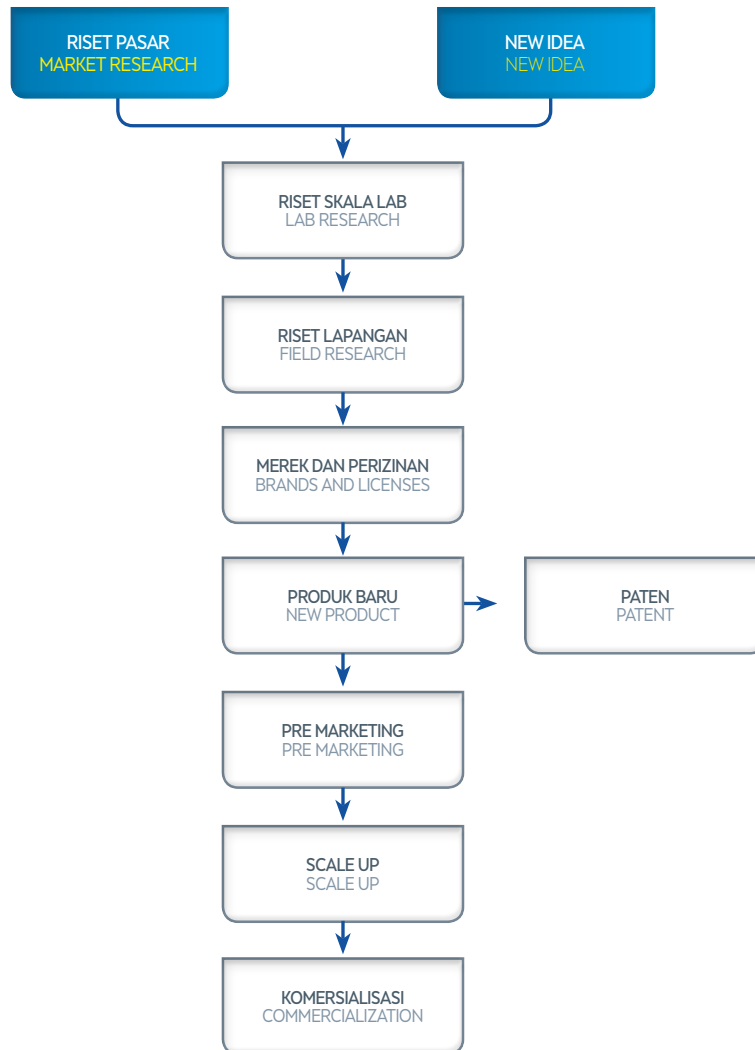 RISET PASAR
MARKET RESEARCH
NEW IDEA
NEW IDEA
RISET SKALA LAB
LAB RESEARCH
RISET LAPANGAN
FIELD RESEARCH
MEREK DAN PERIZINAN
BRANDS AND LICENSES
PRODUK BARU
NEW PRODUCT
PATEN
PATENT
PRE MARKETING
PRE MARKETING
SCALE UP
SCALE UP
KOMERSIALISASI
COMMERCIALIZATION